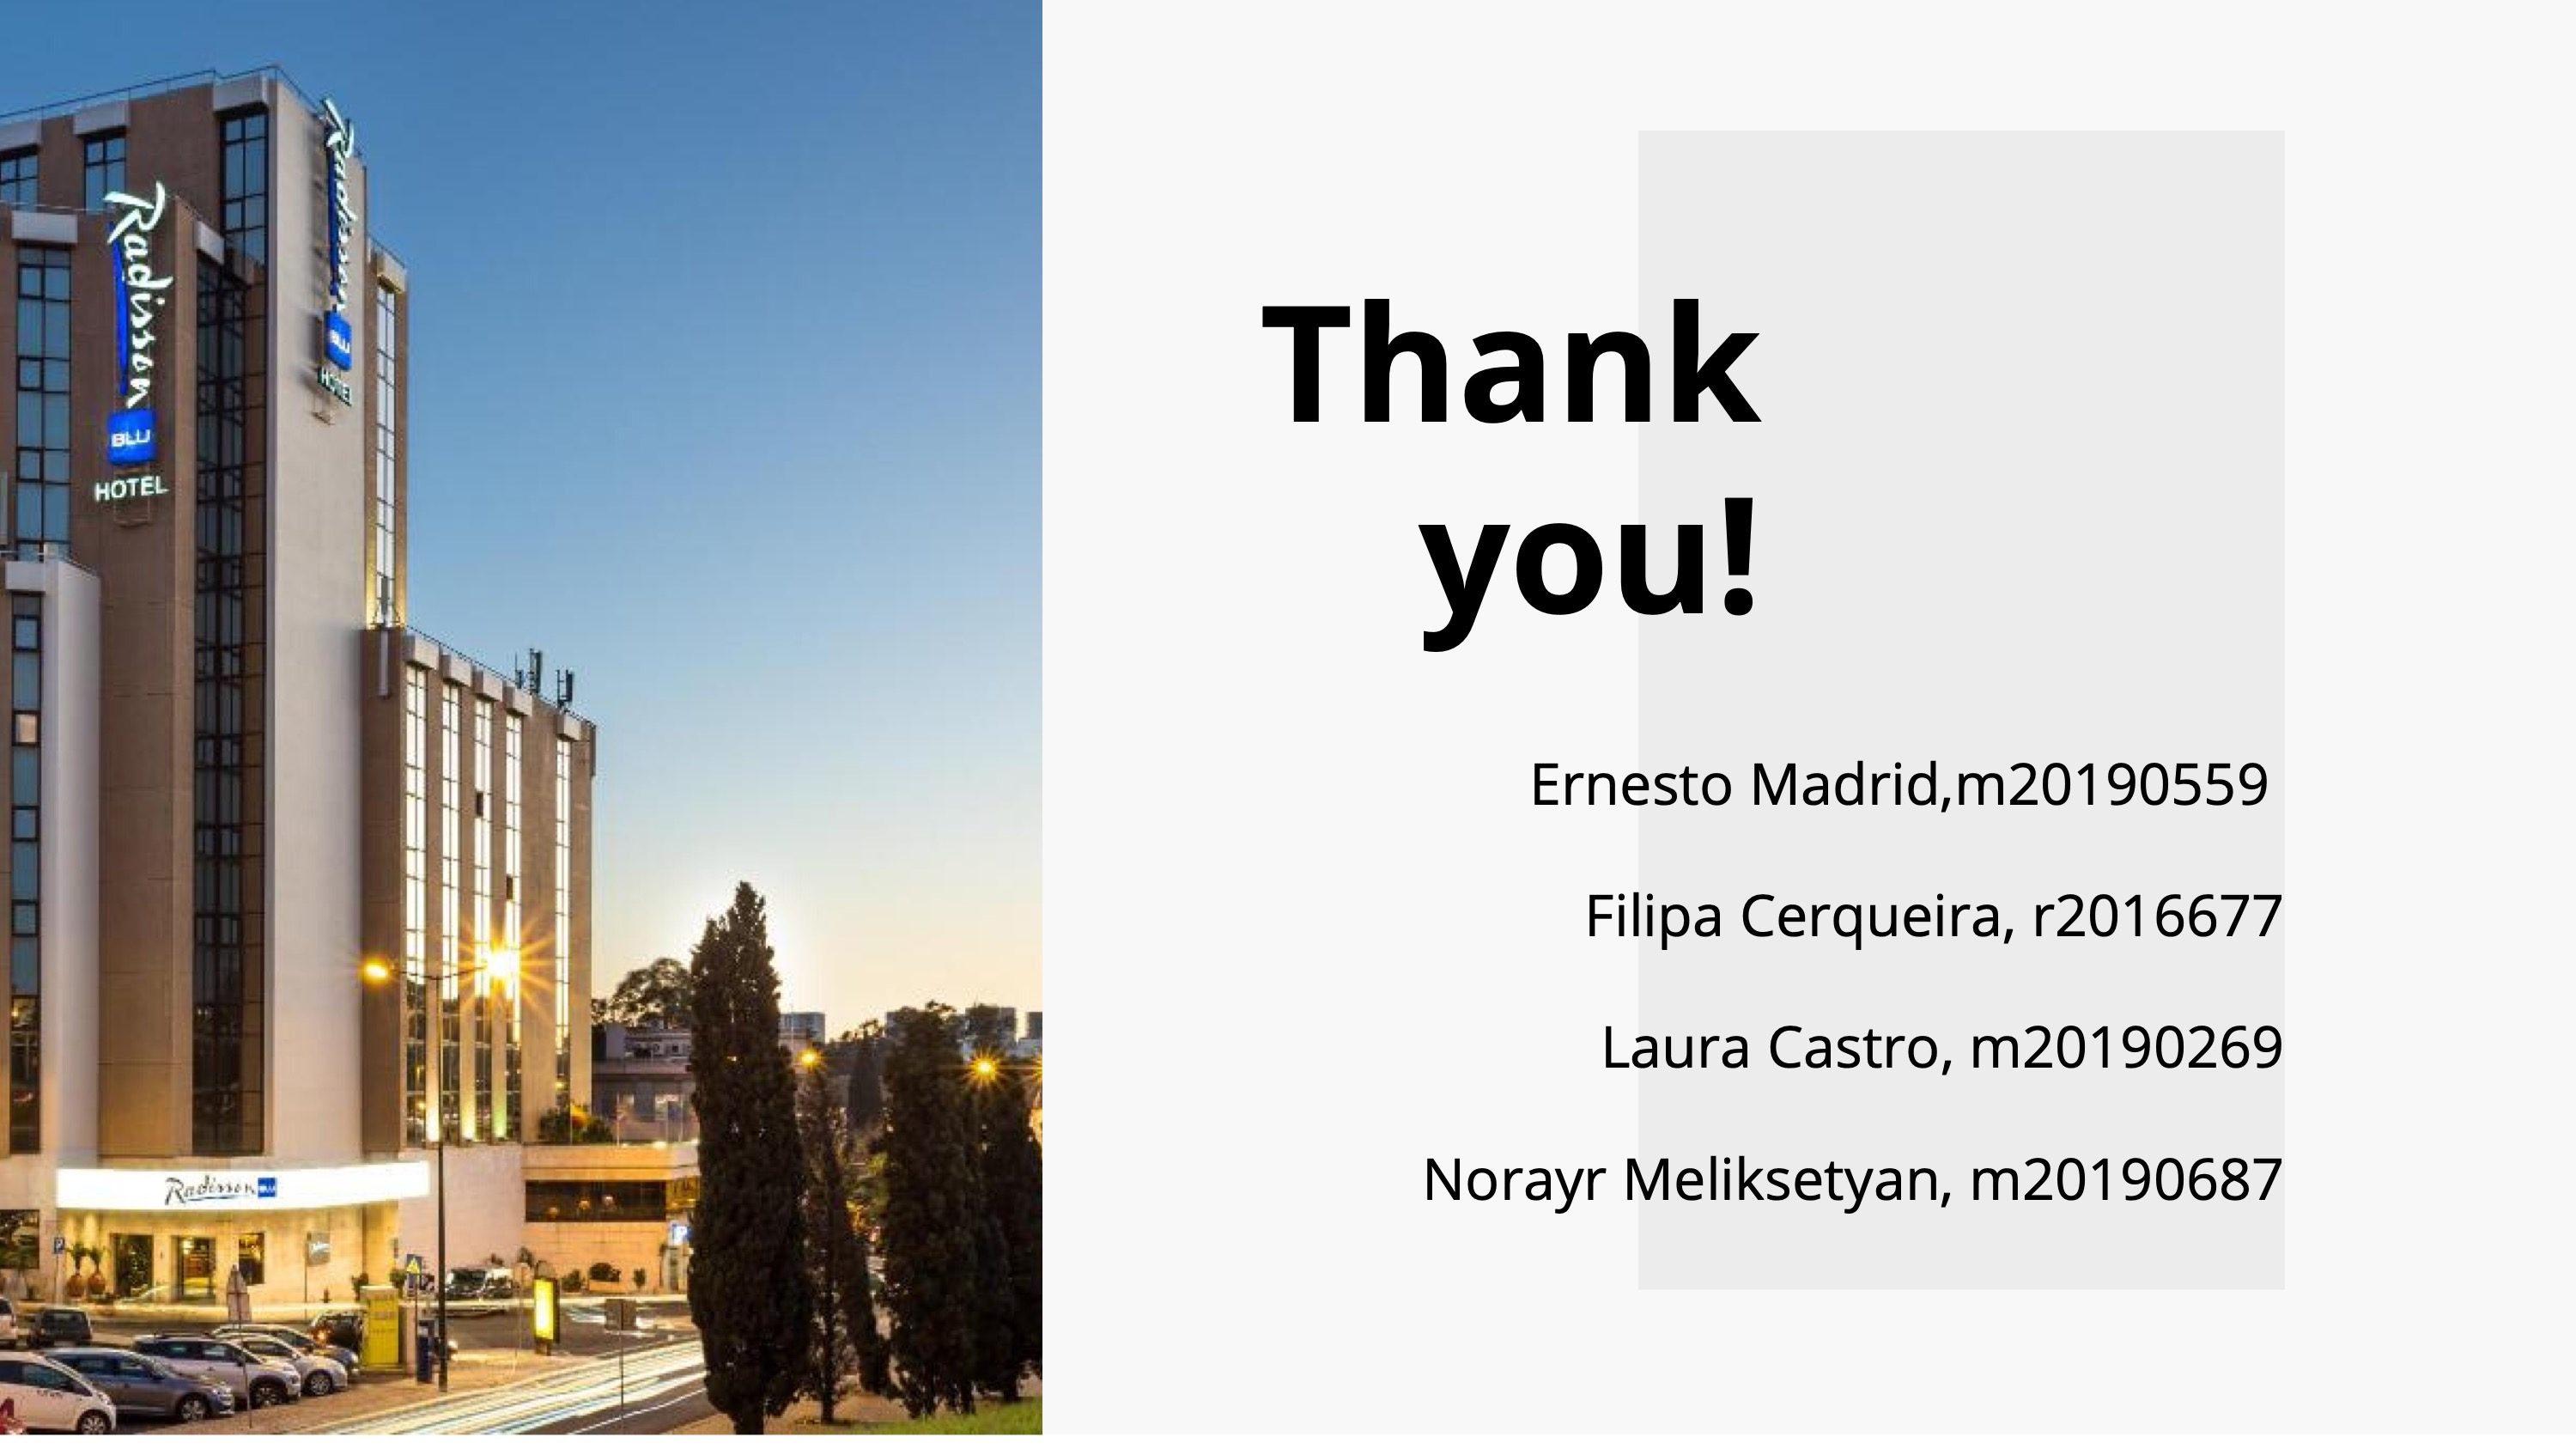 Radisson
BLU
HOTEL
Radisson
BLU
HOTEL
Radisson BLU
Thank
you!
Ernesto Madrid,m20190559
Filipa Cerqueira, r2016677
Laura Castro, m20190269
Norayr Meliksetyan, m20190687